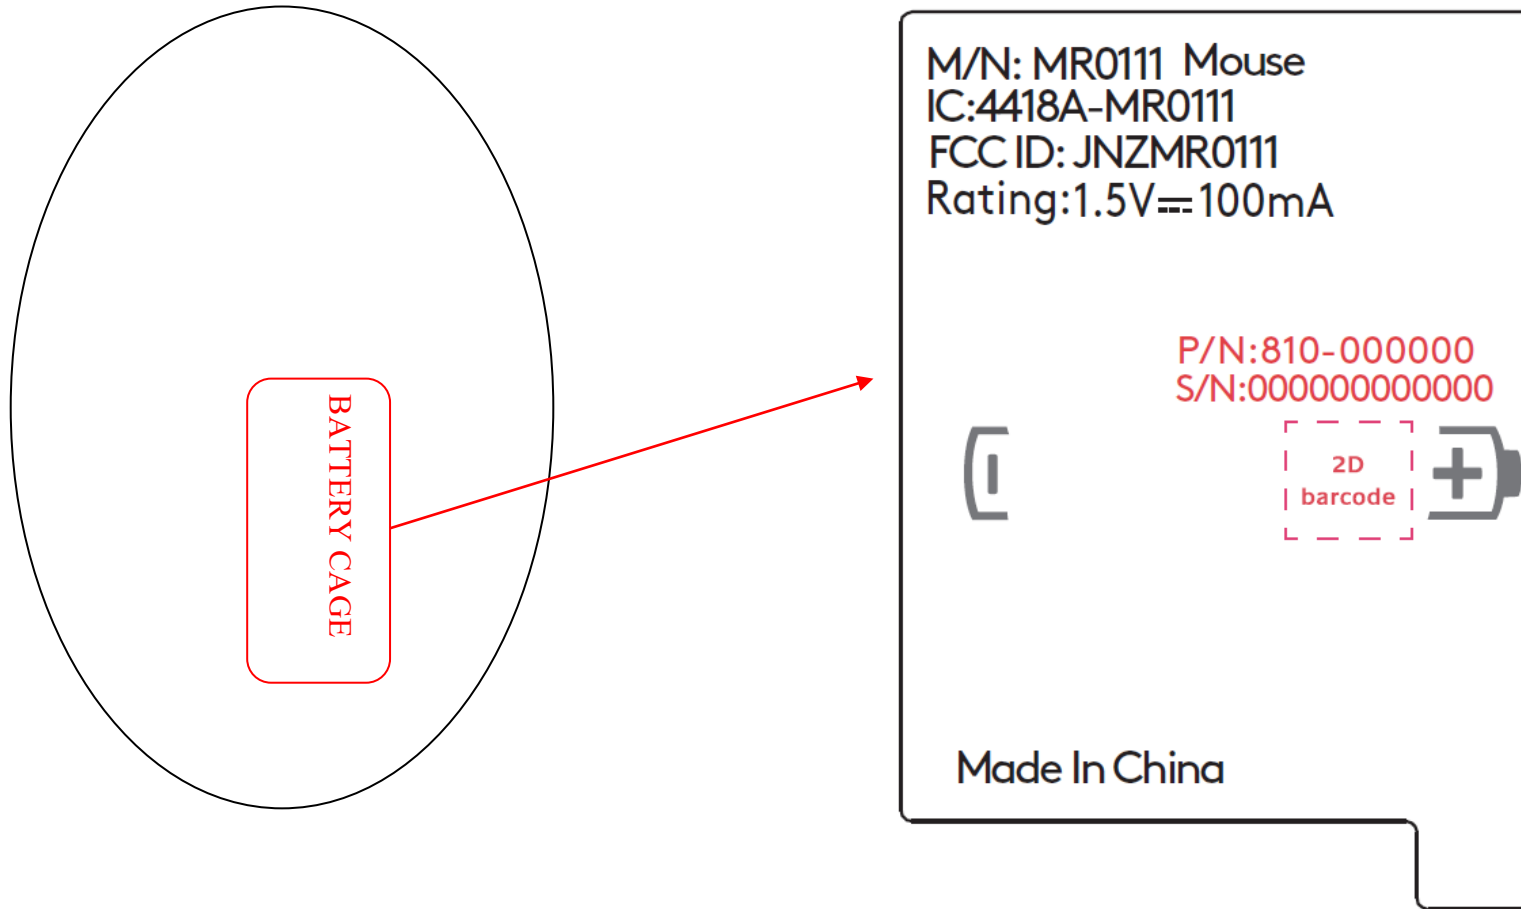 BATTERY CAGE
M/N: MR0111 Mouse
IC:4418A-MR0111
FCC ID: JNZMR0111
Rating:1.5V⎓100mA
P/N:810-000000
S/N:000000000000
2D
barcode
Made In China